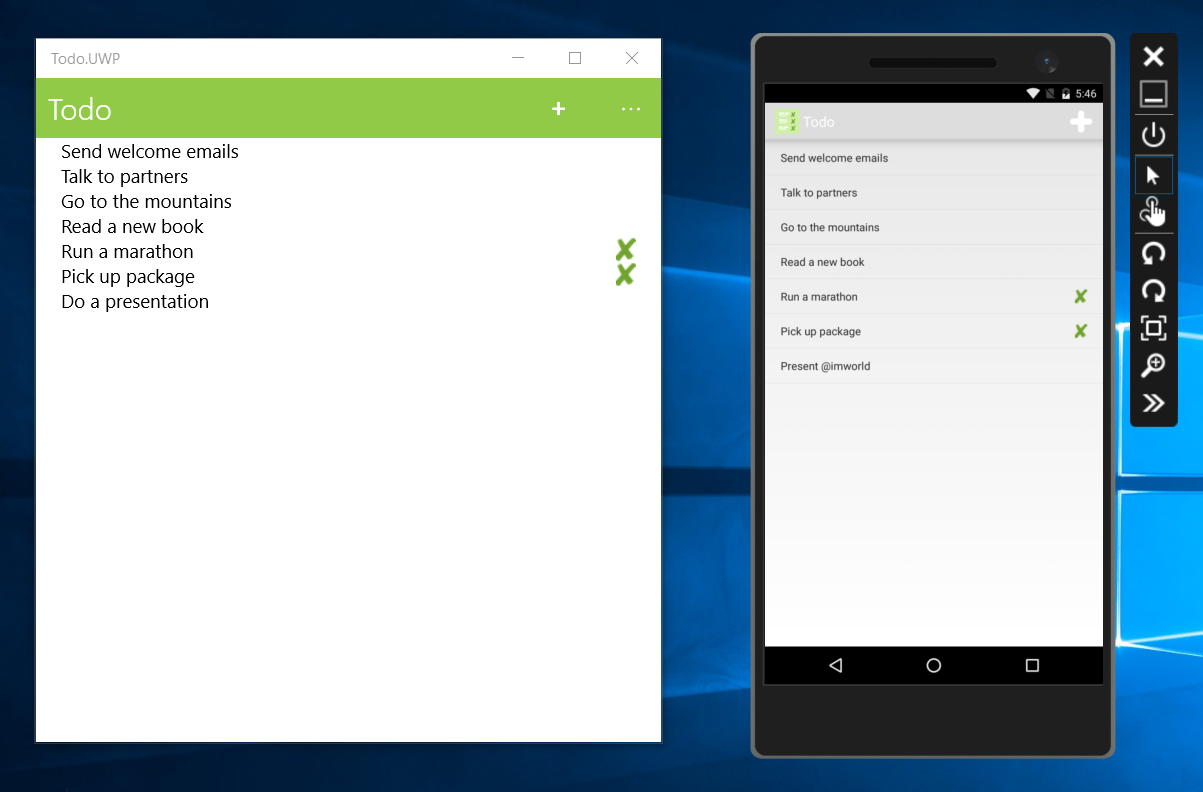 Todo.UWP
Todo
Send welcome emails
Talk to partners
Go to the mountains
Read a new book
Run a marathon
Pick up package
Do a presentation
5:46
Todo
Send welcome emails
Talk to partners
Go to the mountains
Read a new book
Run a marathon
Pick up package
Present @imworld